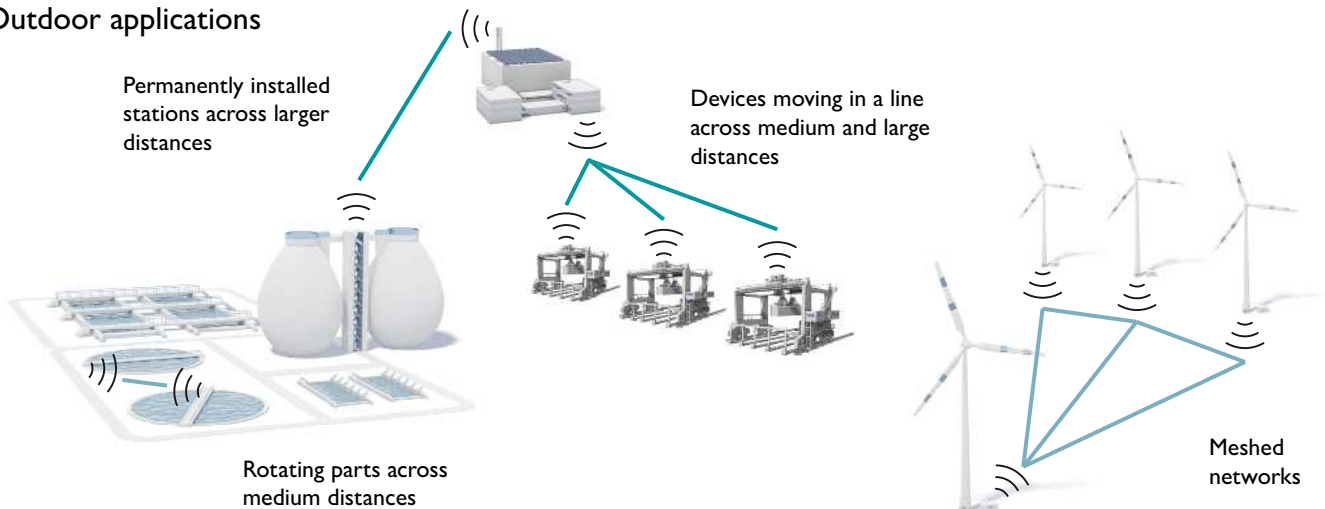 Outdoor applications
Permanently installed
stations across larger
distances
Devices moving in a line
across medium and large
distances
Rotating parts across
medium distances
Meshed
networks